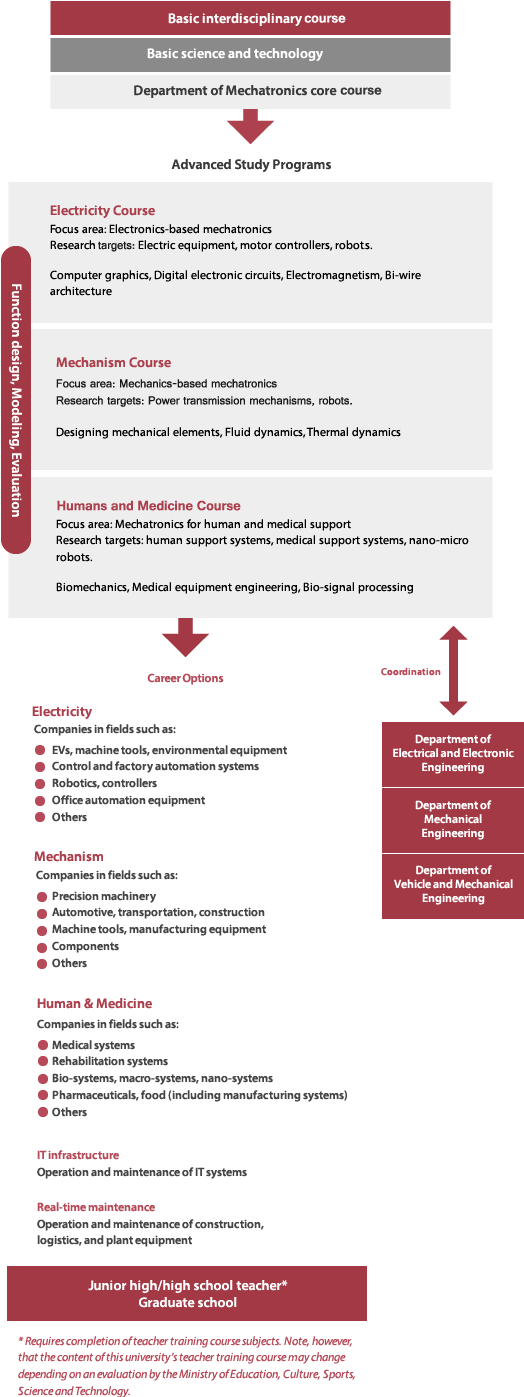 Basic interdisciplinary course
Basic science and technology
Department of Mechatronics core course
Advanced Study Programs
Function design, Modeling, Evaluation
Electricity Course
Focus area: Electronics-based mechatronics
Research targets: Electric equipment, motor controllers, robots.
Computer graphics, Digital electronic circuits, Electromagnetism, Bi-wire
architecture
Mechanism Course
Focus area: Mechanics-based mechatronics
Research targets: Power transmission mechanisms, robots.
Designing mechanical elements, Fluid dynamics, Thermal dynamics
Humans and Medicine Course
Focus area: Mechatronics for human and medical support
Research targets: human support systems, medical support systems, nano-micro
robots.
Biomechanics, Medical equipment engineering, Bio-signal processing
Career Options
Electricity
Companies in fields such as:
EVs, machine tools, environmental equipment
Control and factory automation systems
Robotics, controllers
Office automation equipment
Others
Mechanism
Companies in fields such as:
Precision machinery
Automotive, transportation, construction
Machine tools, manufacturing equipment
Components
Others
Human & Medicine
Companies in fields such as:
Medical systems
Rehabilitation systems
Bio-systems, macro-systems, nano-systems
Pharmaceuticals, food (including manufacturing systems)
Others
IT infrastructure
Operation and maintenance of IT systems
Real-time maintenance
Operation and maintenance of construction,
logistics, and plant equipment
Coordination
Department of
Electrical and Electronic
Engineering
Department of
Mechanical
Engineering
Department of
Vehicle and Mechanical
Engineering
Junior high/high school teacher*
Graduate school
* Requires completion of teacher training course subjects. Note, however,
that the content of this university's teacher training course may change
depending on an evaluation by the Ministry of Education, Culture, Sports,
Science and Technology.